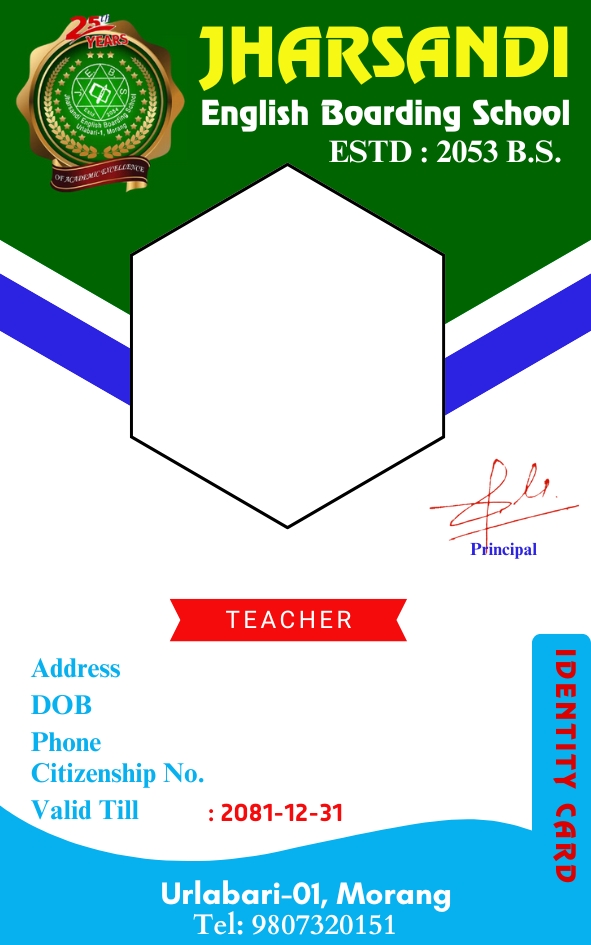 25
YEARS
JHARSANDI
English Boarding School
ESTD : 2053 B.S.
J E B S
Estd
Jharsandi English Boarding School
Urlabari-1, Morang
OF ACADEMIC EXCELLENCE
Principal
TEACHER
Address
DOB
Phone
Citizenship No.
Valid Till : 2081-12-31
IDENTITY CARD
Urlabari-01, Morang
Tel: 9807320151